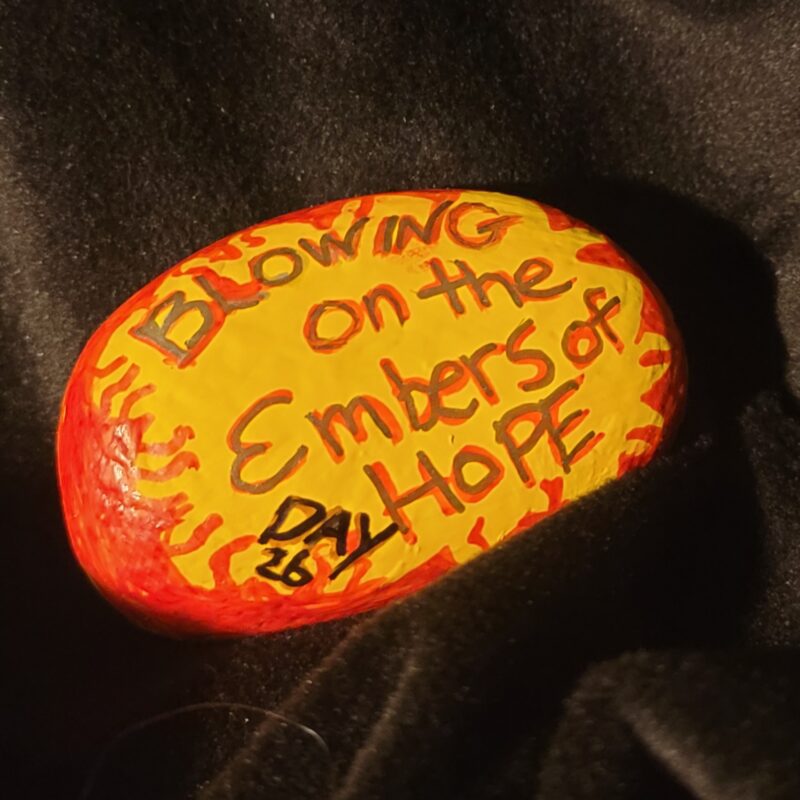 BLOWING
on the
Embers of
HOPE
DAY
26